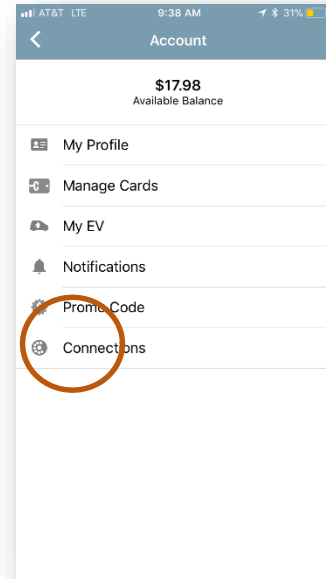 AT&T LTE 9:38 AM 31%
Account
$17.98
Available Balance
My Profile
Manage Cards
My EV
Notifications
Promo Code
Connections